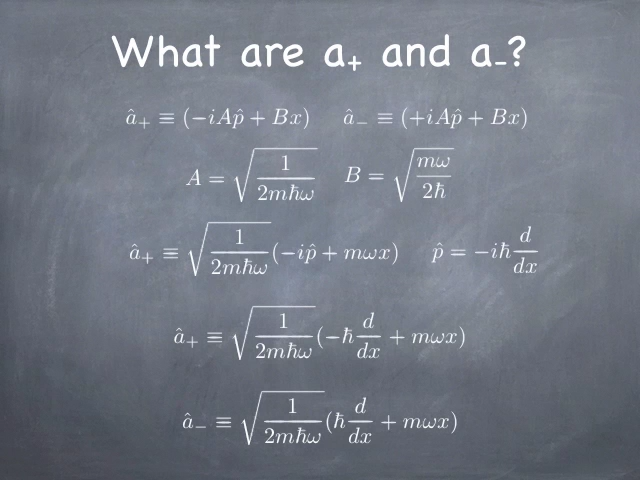 What are a₊ and a₋?
â₊ ≡ (−iAp̂ + Bx)   â₋ ≡ (+iAp̂ + Bx)
A = √(1/(2mħω))   B = √(mω/(2ħ))
â₊ ≡ √(1/(2mħω)) (−ip̂ + mωx)   p̂ = −iħ d/dx
â₊ ≡ √(1/(2mħω)) (−ħ d/dx + mωx)
â₋ ≡ √(1/(2mħω)) (ħ d/dx + mωx)